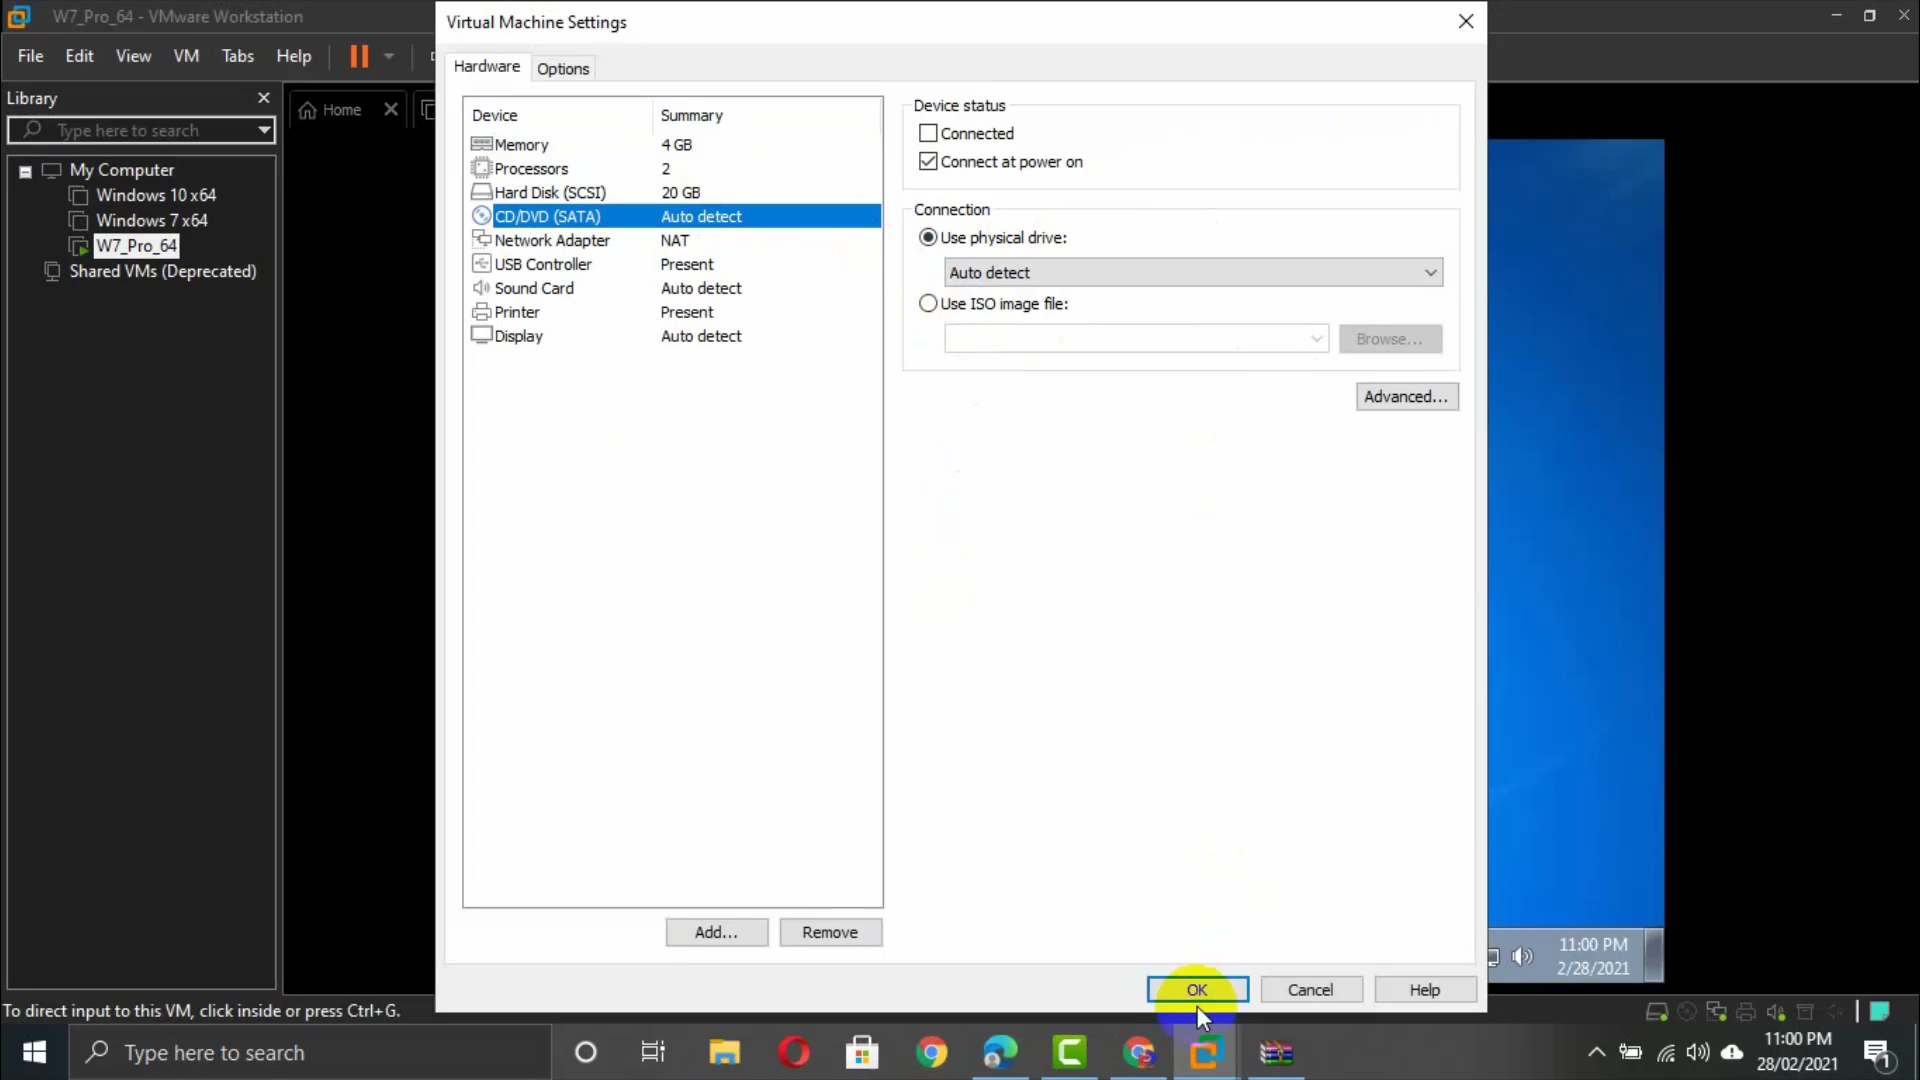 W7_Pro_64 - VMware Workstation
File Edit View VM Tabs Help
Library
Type here to search
My Computer
Windows 10 x64
Windows 7 x64
W7_Pro_64
Shared VMs (Deprecated)
Home
Virtual Machine Settings
Hardware Options
Device Summary
Memory 4 GB
Processors 2
Hard Disk (SCSI) 20 GB
CD/DVD (SATA) Auto detect
Network Adapter NAT
USB Controller Present
Sound Card Auto detect
Printer Present
Display Auto detect
Add... Remove
Device status
Connected
Connect at power on
Connection
Use physical drive:
Auto detect
Use ISO image file:
Browse...
Advanced...
OK Cancel Help
11:00 PM
2/28/2021
To direct input to this VM, click inside or press Ctrl+G.
Type here to search
11:00 PM
28/02/2021
1